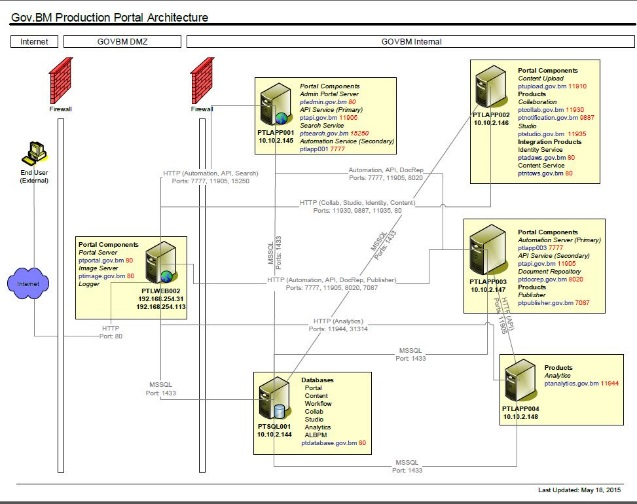 Gov.BM Production Portal Architecture
Internet
GOVBM DMZ
GOVBM Internal
Firewall
Firewall
End User
(External)
Internet
Portal Components
Admin Portal Server
ptadmin.gov.bm 80
API Service (Primary)
ptapi.gov.bm 11905
Search Service
ptsearch.gov.bm 15250
Automation Service (Secondary)
ptlapp001 7777
PTLAPP001
10.10.2.145
Portal Components
Content Upload
ptupload.gov.bm 11910
Products
Collaboration
ptcollab.gov.bm 11930
ptnotification.gov.bm 9887
Studio
ptstudio.gov.bm 11935
Integration Products
Identity Service
ptadaws.gov.bm 80
Content Service
ptntows.gov.bm 80
PTLAPP002
10.10.2.146
HTTP (Automation, API, Search)
Ports: 7777, 11905, 15250
Automation, API, DocRep
Ports: 7777, 11905, 8020
HTTP (Collab, Studio, Identity, Content)
Ports: 11930, 9887, 11935, 80
MSSQL
Ports: 1433
MSSQL
Ports: 1433
Portal Components
Portal Server
ptportal.gov.bm 80
Image Server
ptimage.gov.bm 80
Logger
PTLWEB002
192.168.254.31
192.168.254.113
HTTP (Automation, API, DocRep, Publisher)
Ports: 7777, 11905, 8020, 7087
Portal Components
Automation Server (Primary)
ptlapp003 7777
API Service (Secondary)
ptapi.gov.bm 11905
Document Repository
ptdocrep.gov.bm 8020
Products
Publisher
ptpublisher.gov.bm 7087
PTLAPP003
10.10.2.147
HTTP (API)
Ports: 11905
HTTP
Port: 80
HTTP (Analytics)
Ports: 11944, 31314
MSSQL
Port: 1433
MSSQL
Port: 1433
Databases
Portal
Content
Workflow
Collab
Studio
Analytics
ALBPM
ptdatabase.gov.bm 80
PTSQL001
10.10.2.144
Products
Analytics
ptanalytics.gov.bm 11944
PTLAPP004
10.10.2.148
MSSQL
Port: 1433
Last Updated: May 18, 2015